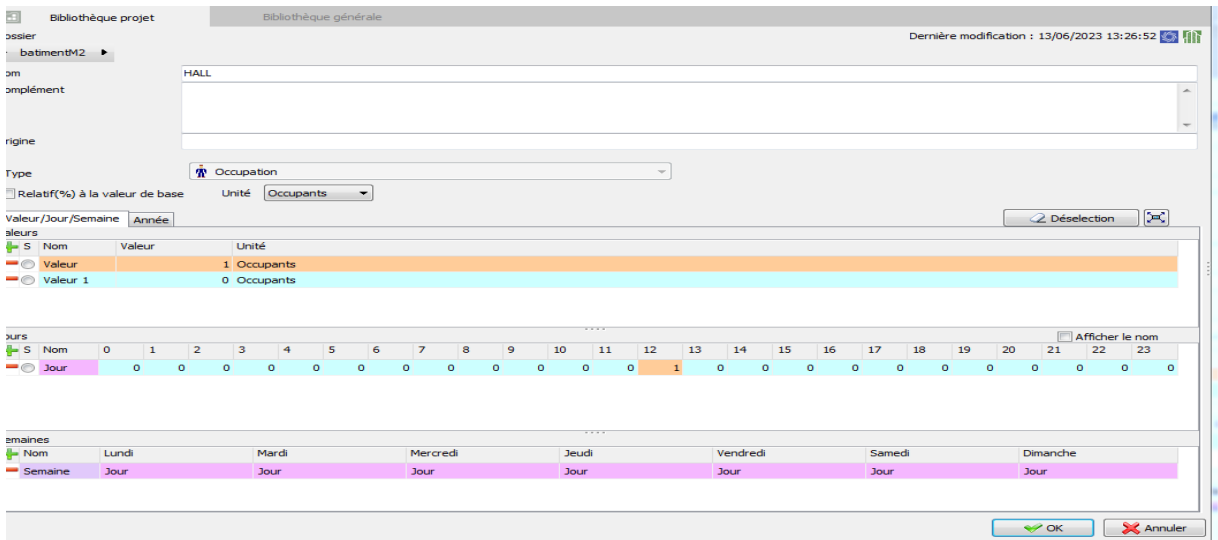 Bibliothèque projet Bibliothèque générale
ossier Dernière modification : 13/06/2023 13:26:52
batimentM2
om HALL
omplément
rigine
Type Occupation
Relatif(%) à la valeur de base Unité Occupants
Valeur/Jour/Semaine Année Déselection
aleurs
S Nom Valeur Unité
Valeur 1 Occupants
Valeur 1 0 Occupants
ours Afficher le nom
S Nom 0 1 2 3 4 5 6 7 8 9 10 11 12 13 14 15 16 17 18 19 20 21 22 23
Jour 0 0 0 0 0 0 0 0 0 0 0 0 1 0 0 0 0 0 0 0 0 0 0 0
emaines
Nom Lundi Mardi Mercredi Jeudi Vendredi Samedi Dimanche
Semaine Jour Jour Jour Jour Jour Jour Jour
OK Annuler